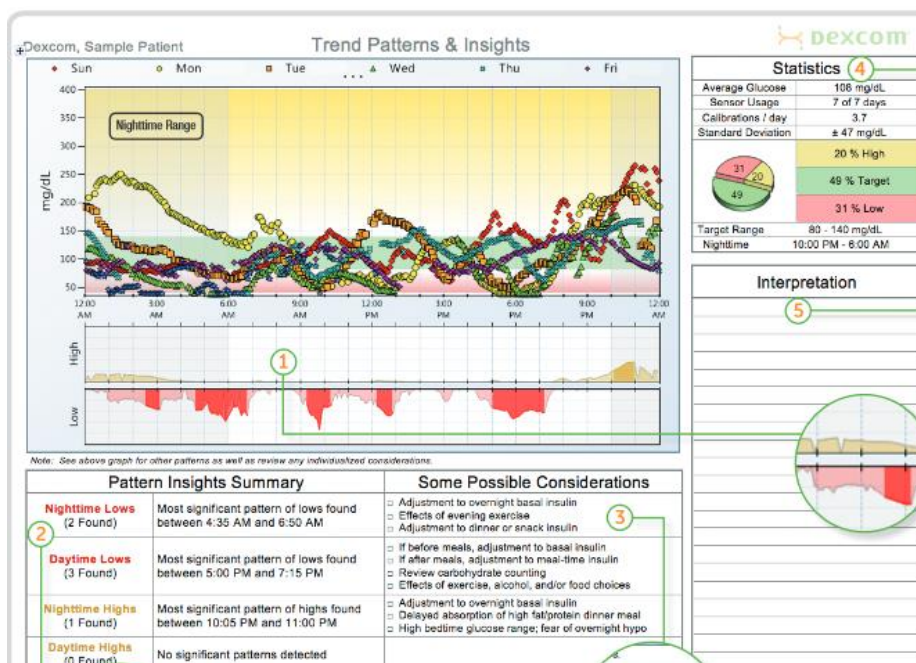 Dexcom, Sample Patient
Trend Patterns & Insights
DEXCOM
Sun Mon Tue ... Wed Thu Fri
mg/dL
400
350
300
250
200
150
100
50
Nighttime Range
12:00 AM 3:00 AM 6:00 AM 9:00 AM 12:00 PM 3:00 PM 6:00 PM 9:00 PM 12:00 AM
High
1
Low
Note: See above graph for other patterns as well as review any individualized considerations.
Statistics 4
Average Glucose 108 mg/dL
Sensor Usage 7 of 7 days
Calibrations / day 3.7
Standard Deviation ± 47 mg/dL
31 20 49
20 % High
49 % Target
31 % Low
Target Range 80 - 140 mg/dL
Nighttime 10:00 PM - 6:00 AM
Interpretation
5
Pattern Insights Summary
Some Possible Considerations
Nighttime Lows
(2 Found)
Most significant pattern of lows found
between 4:35 AM and 6:50 AM
Adjustment to overnight basal insulin
Effects of evening exercise
Adjustment to dinner or snack insulin
3
2
Daytime Lows
(3 Found)
Most significant pattern of lows found
between 5:00 PM and 7:15 PM
If before meals, adjustment to basal insulin
If after meals, adjustment to meal-time insulin
Review carbohydrate counting
Effects of exercise, alcohol, and/or food choices
Nighttime Highs
(1 Found)
Most significant pattern of highs found
between 10:05 PM and 11:00 PM
Adjustment to overnight basal insulin
Delayed absorption of high fat/protein dinner meal
High bedtime glucose range; fear of overnight hypo
Daytime Highs
(0 Found)
No significant patterns detected